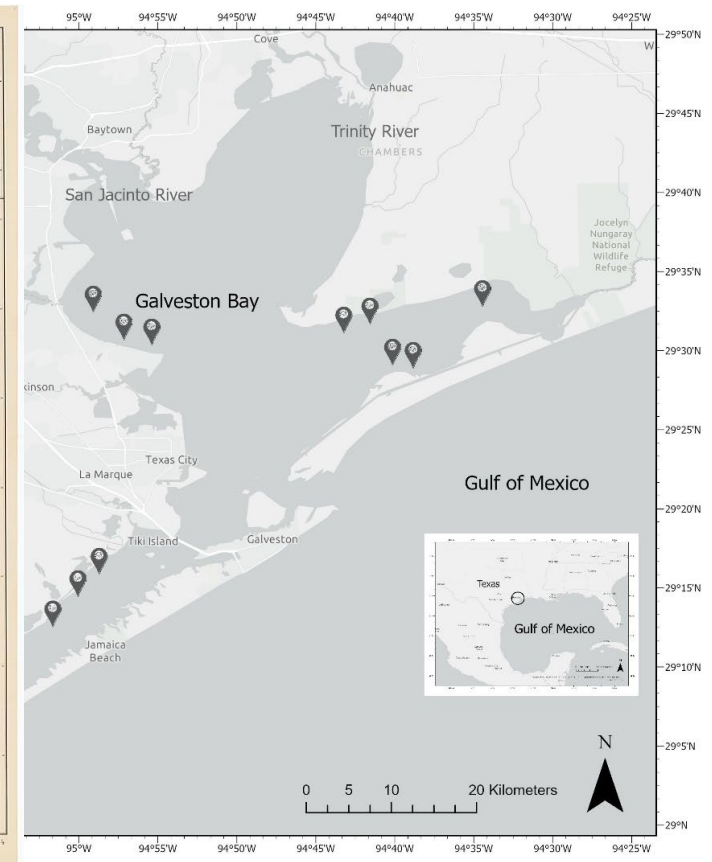 95°W 94°55'W 94°50'W 94°45'W 94°40'W 94°35'W 94°30'W 94°25'W
29°50'N
Cove
W
Anahuac
29°45'N
Baytown
Trinity River
CHAMBERS
29°40'N
San Jacinto River
Jocelyn
Nungaray
National
Wildlife
Refuge
29°35'N
Galveston Bay
29°30'N
kinson
29°25'N
Texas City
La Marque
Gulf of Mexico
29°20'N
Tiki Island
Galveston
29°15'N
Texas
Gulf of Mexico
Jamaica
Beach
29°10'N
N
29°5'N
0 5 10 20 Kilometers
29°N
95°W 94°55'W 94°50'W 94°45'W 94°40'W 94°35'W 94°30'W 94°25'W